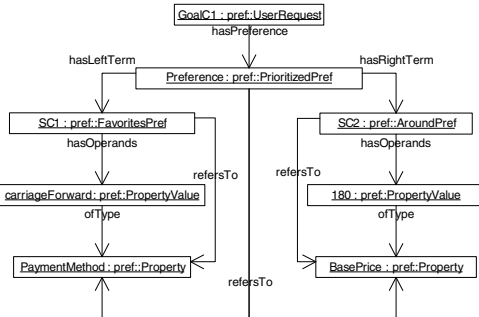 GoalC1 : pref::UserRequest
hasPreference
hasLeftTerm
hasRightTerm
Preference : pref::PrioritizedPref
SC1 : pref::FavoritesPref
SC2 : pref::AroundPref
hasOperands
hasOperands
refersTo
refersTo
carriageForward : pref::PropertyValue
180 : pref::PropertyValue
ofType
ofType
PaymentMethod : pref::Property
BasePrice : pref::Property
refersTo